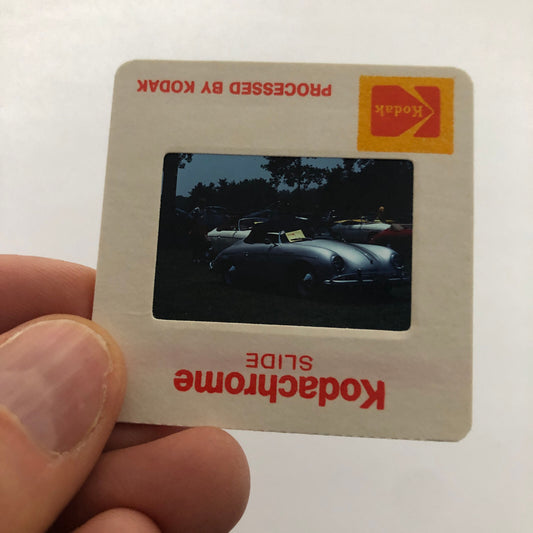 Kodachrome
SLIDE
Kodak
PROCESSED BY KODAK